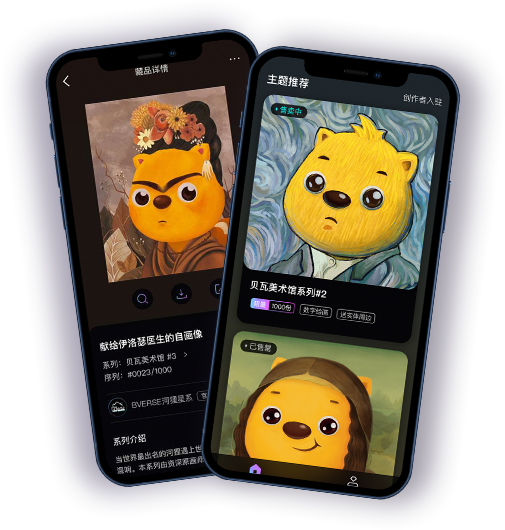 藏品详情
献给伊洛瑟医生的自画像
系列: 贝瓦美术馆 #3
序列: #0023/1000
BVERSE河狸星系
系列介绍
当世界最出名的河狸遇上世
温哥。本系列由资深原画师
主题推荐
创作者入驻
售卖中
贝瓦美术馆系列#2
限量 1000份 数字绘画 送实体周边
已售罄